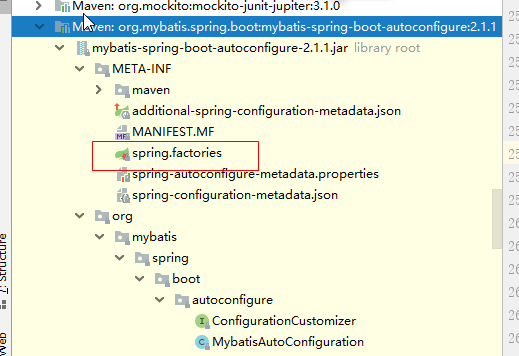 Maven: org.mockito:mockito-junit-jupiter:3.1.0
Maven: org.mybatis.spring.boot:mybatis-spring-boot-autoconfigure:2.1.1
mybatis-spring-boot-autoconfigure-2.1.1.jar library root
META-INF
maven
additional-spring-configuration-metadata.json
MANIFEST.MF
spring.factories
spring-autoconfigure-metadata.properties
spring-configuration-metadata.json
org
mybatis
spring
boot
autoconfigure
ConfigurationCustomizer
MybatisAutoConfiguration
Z: Structure
Web